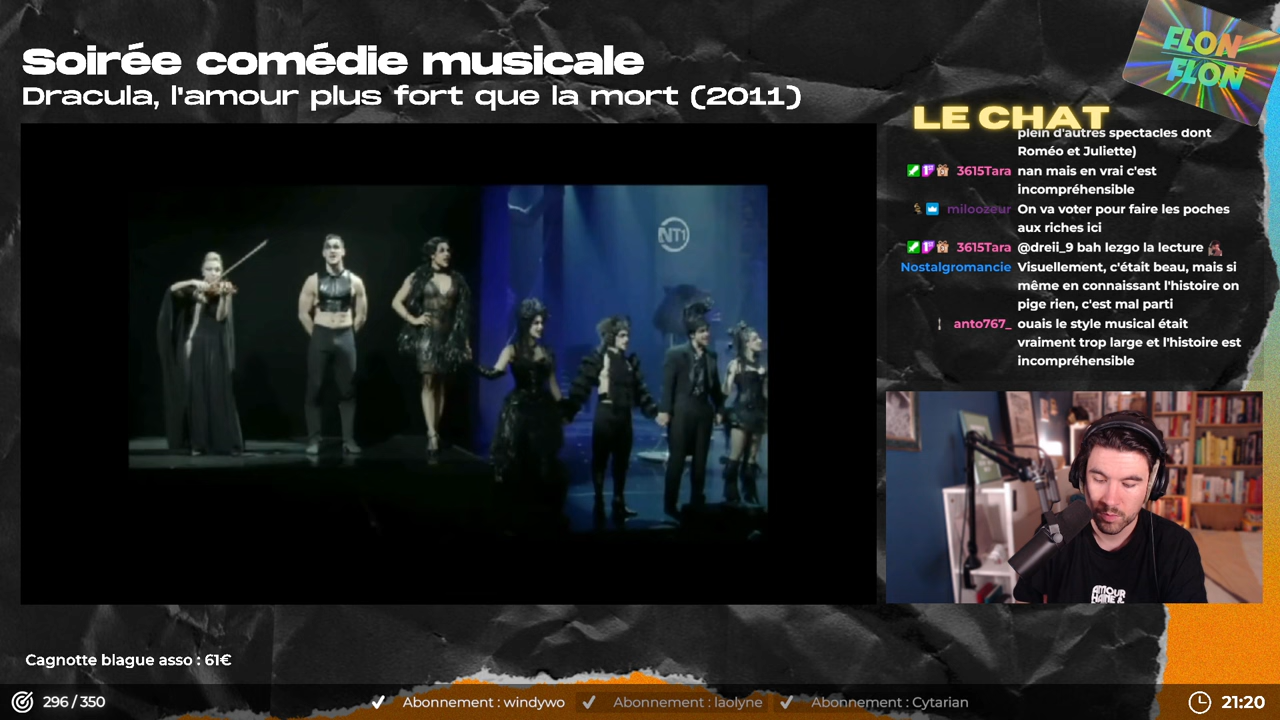 Soirée comédie musicale
Dracula, l'amour plus fort que la mort (2011)
FLON
FLON
LE CHAT
plein d'autres spectacles dont
Roméo et Juliette)
3615Tara nan mais en vrai c'est
incompréhensible
miloozeur On va voter pour faire les poches
aux riches ici
3615Tara @dreii_9 bah lezgo la lecture
Nostalgromancie Visuellement, c'était beau, mais si
même en connaissant l'histoire on
pige rien, c'est mal parti
anto767_ ouais le style musical était
vraiment trop large et l'histoire est
incompréhensible
NT1
AMOUR
HAINE &
Cagnotte blague asso : 61€
296 / 350
Abonnement : windywo
Abonnement : laolyne
Abonnement : Cytarian
21:20